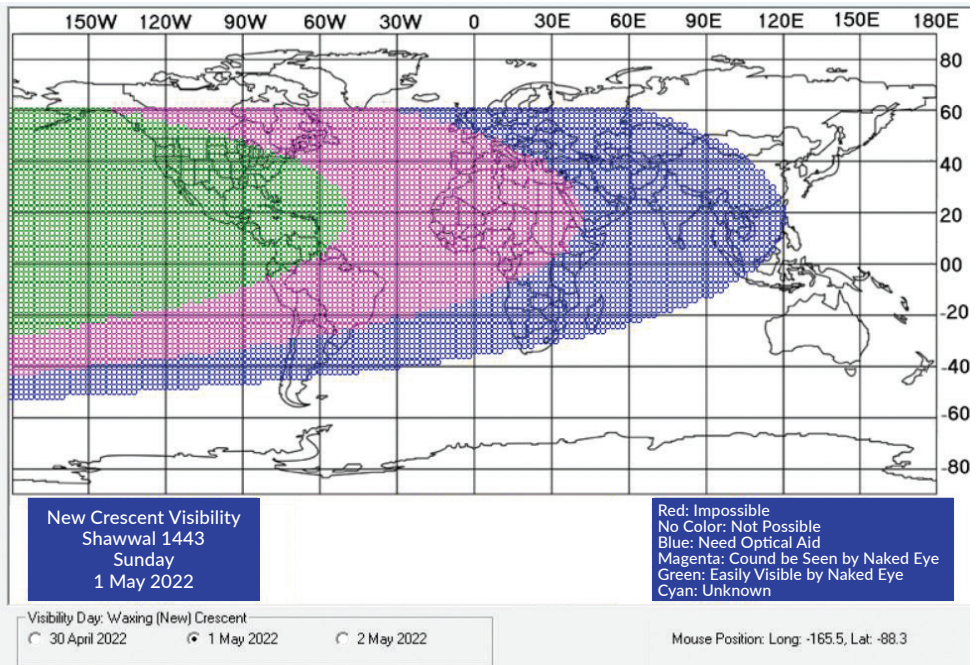 150W 120W 90W 60W 30W 0 30E 60E 90E 120E 150E 180E
80
60
40
20
00
-20
-40
-60
-80
New Crescent Visibility
Shawwal 1443
Sunday
1 May 2022
Red: Impossible
No Color: Not Possible
Blue: Need Optical Aid
Magenta: Cound be Seen by Naked Eye
Green: Easily Visible by Naked Eye
Cyan: Unknown
Visibility Day: Waxing (New) Crescent
30 April 2022 1 May 2022 2 May 2022
Mouse Position: Long: -165.5, Lat: -88.3